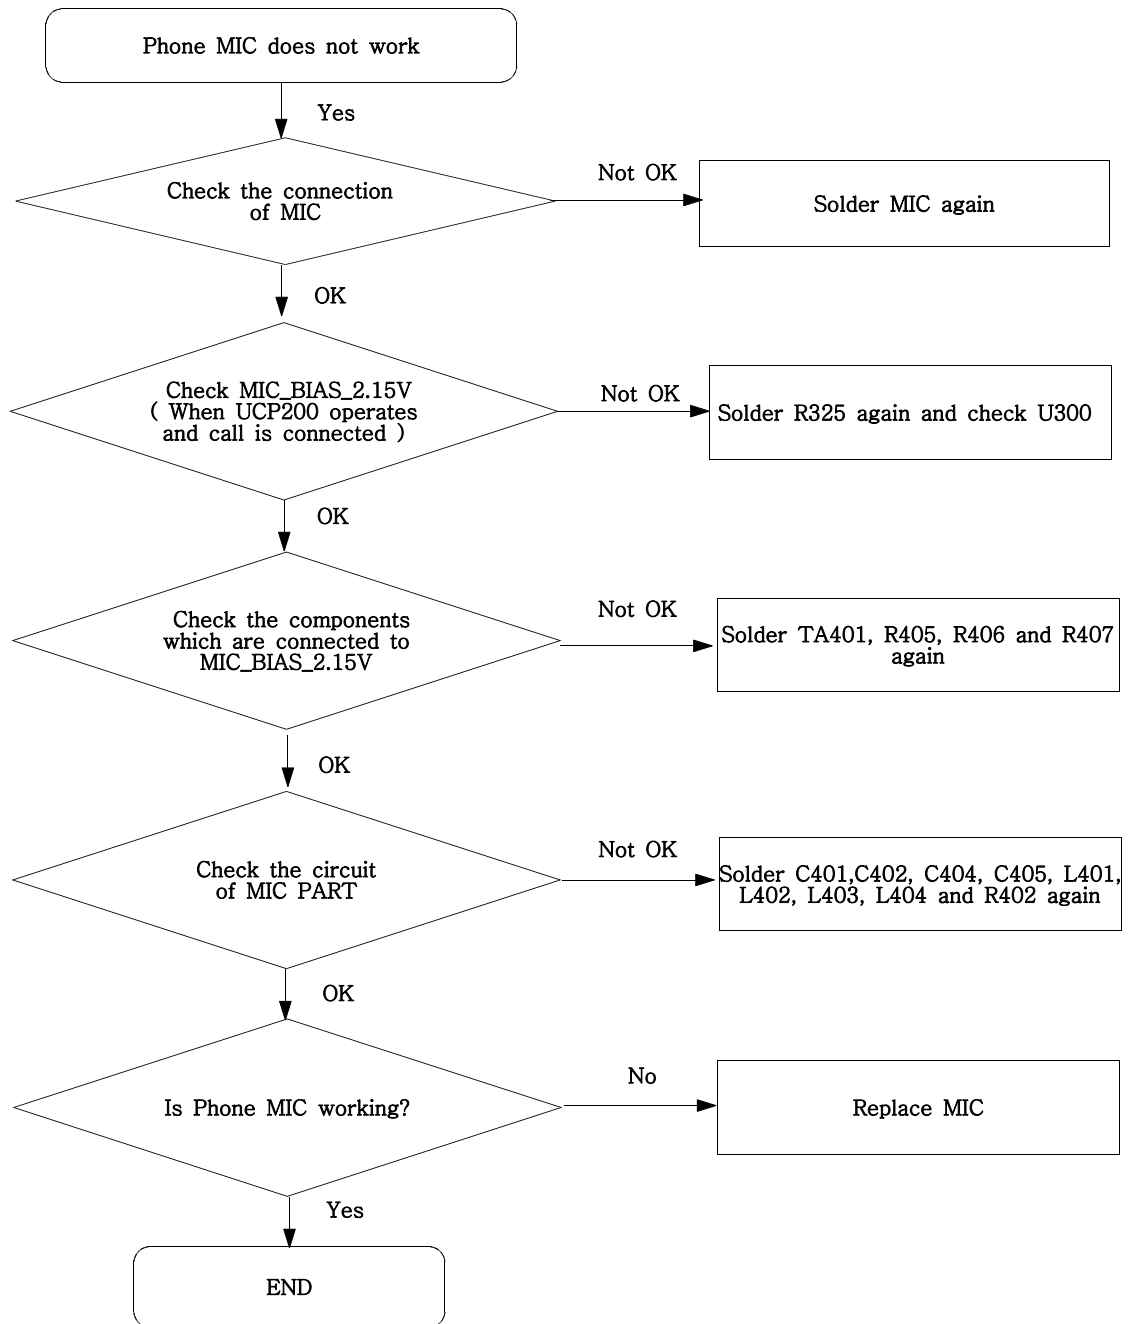 Phone MIC does not work
Yes
Check the connection
of MIC
Not OK
Solder MIC again
OK
Check MIC_BIAS_2.15V
( When UCP200 operates
and call is connected )
Not OK
Solder R325 again and check U300
OK
Check the components
which are connected to
MIC_BIAS_2.15V
Not OK
Solder TA401, R405, R406 and R407
again
OK
Check the circuit
of MIC PART
Not OK
Solder C401,C402, C404, C405, L401,
L402, L403, L404 and R402 again
OK
Is Phone MIC working?
No
Replace MIC
Yes
END